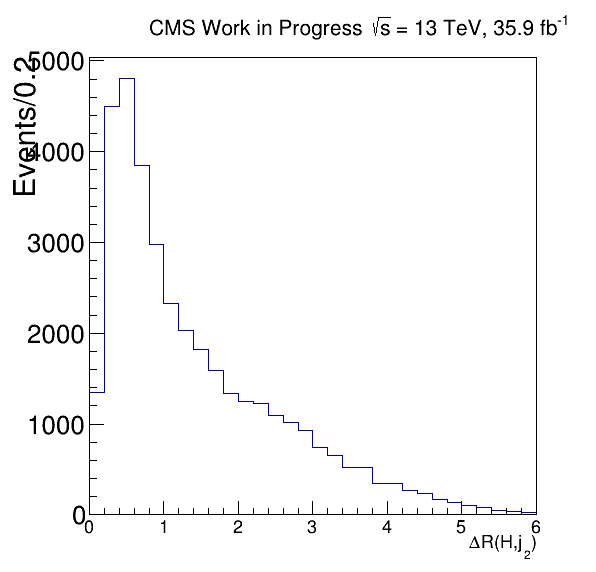 CMS Work in Progress √s = 13 TeV, 35.9 fb⁻¹
Events/0.2
5000
4000
3000
2000
1000
0
0 1 2 3 4 5 6
ΔR(H,j₂)